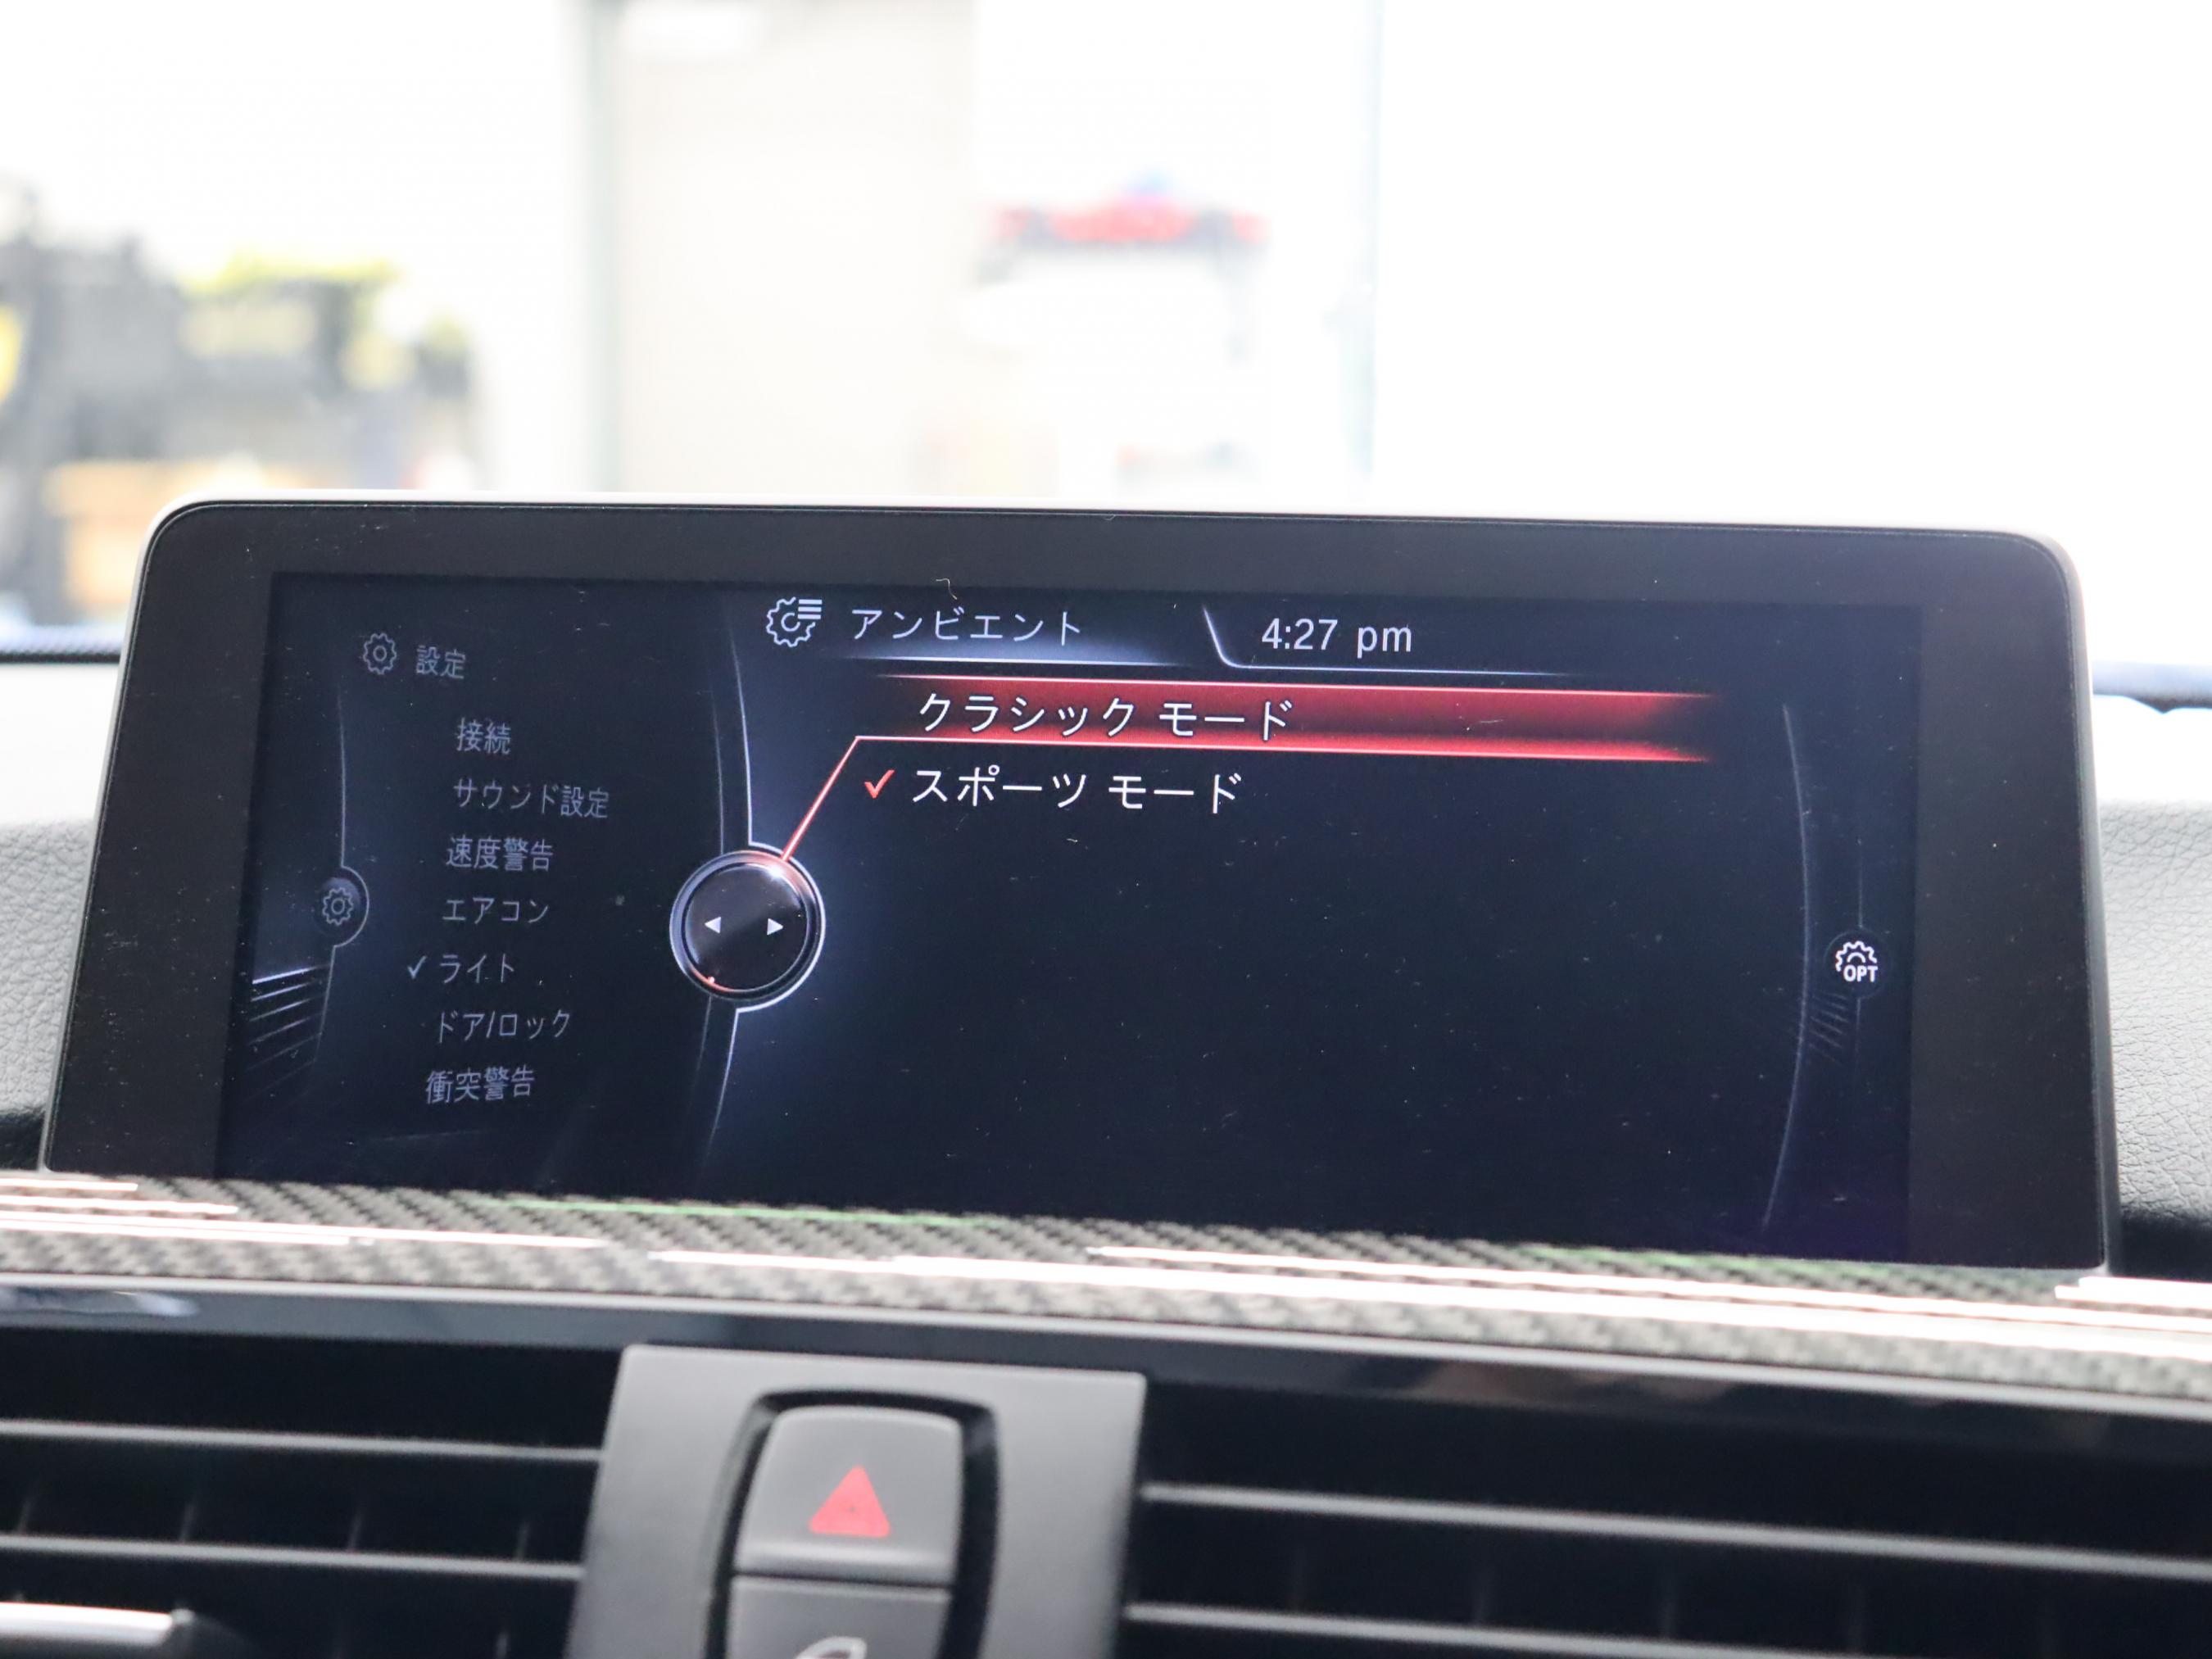 アンビエント
4:27 pm
設定
接続
サウンド設定
速度警告
エアコン
✓ライト
ドア/ロック
衝突警告
クラシック モード
✓スポーツ モード
OPT